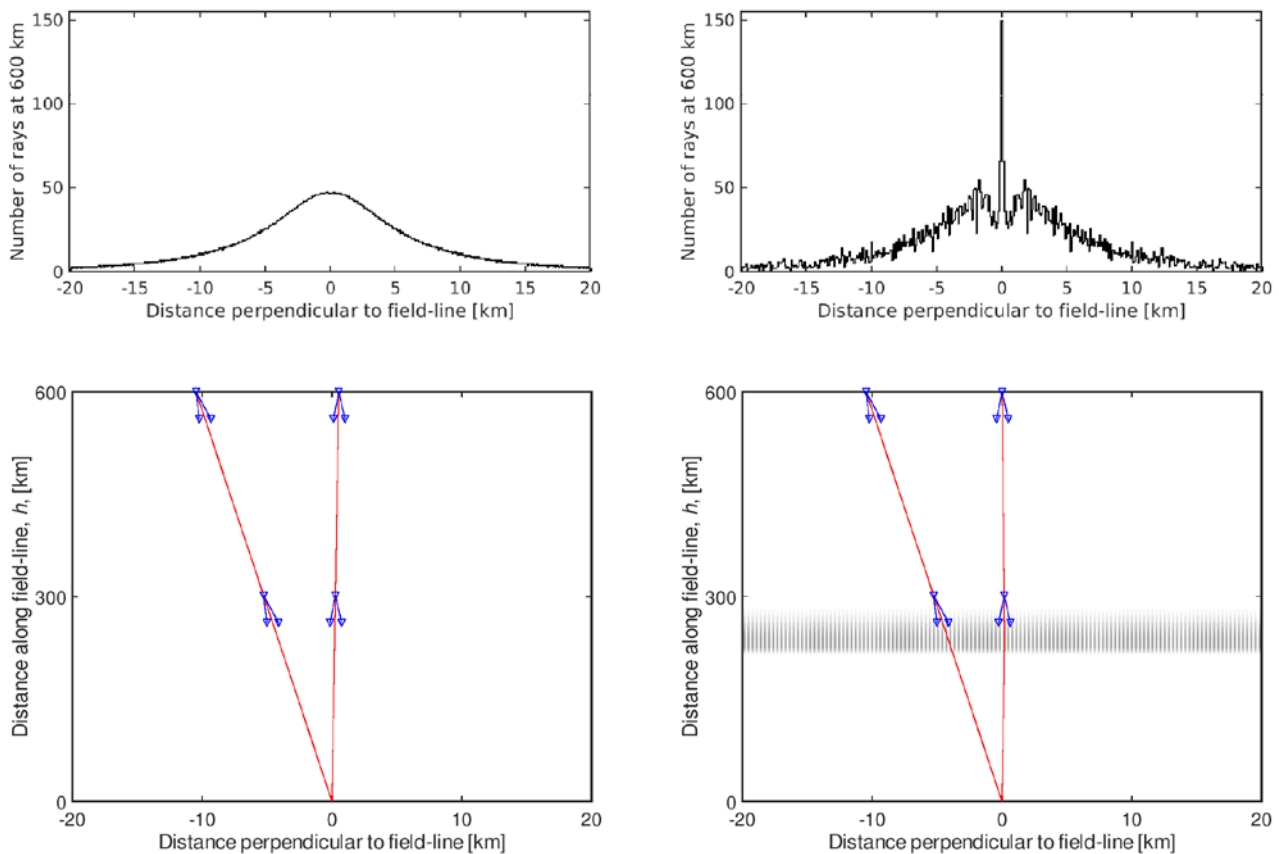 150
100
50
0
Number of rays at 600 km
-20 -15 -10 -5 0 5 10 15 20
Distance perpendicular to field-line [km]
150
100
50
0
Number of rays at 600 km
-20 -15 -10 -5 0 5 10 15 20
Distance perpendicular to field-line [km]
600
300
0
Distance along field-line, h, [km]
-20 -10 0 10 20
Distance perpendicular to field-line [km]
600
300
0
Distance along field-line, h, [km]
-20 -10 0 10 20
Distance perpendicular to field-line [km]